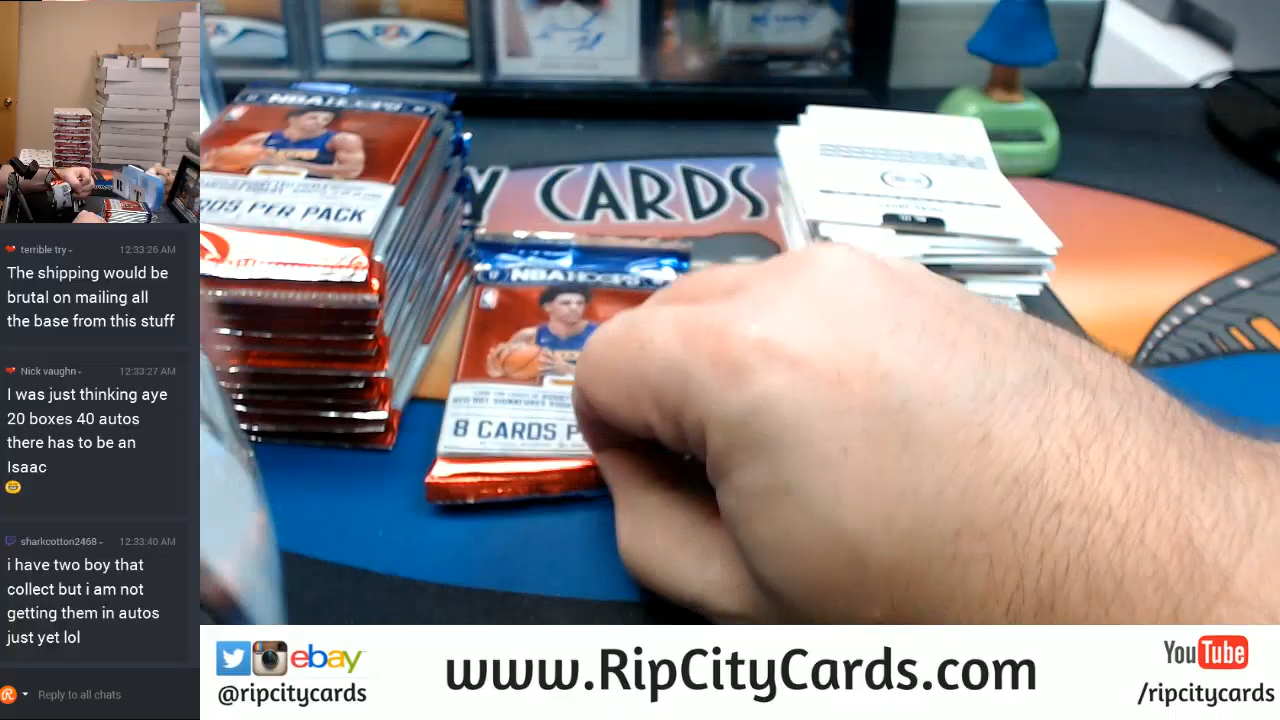 terrible try
12:33:26 AM
The shipping would be
brutal on mailing all
the base from this stuff
Nick vaughn
12:33:27 AM
I was just thinking aye
20 boxes 40 autos
there has to be an
Isaac
sharkcotton2468
12:33:40 AM
i have two boy that
collect but i am not
getting them in autos
just yet lol
Reply to all chats
NBA HOOPS
PER PACK
Y CARDS
NBA HOOPS
8 CARDS P
ebay
@ripcitycards
www.RipCityCards.com
YouTube
/ripcitycards